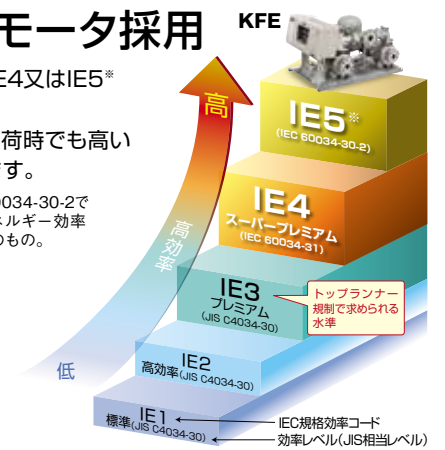 モータ採用
KFE
E4又はIE5※
荷時でも高い
す。
0034-30-2で
ネルギー効率
のもの。
高
高効率
低
IE5※
(IEC 60034-30-2)
IE4
スーパープレミアム
(IEC 60034-31)
IE3
プレミアム
(JIS C4034-30)
トップランナー
規制で求められる
水準
IE2
高効率(JIS C4034-30)
IE1
標準(JIS C4034-30)
IEC規格効率コード
効率レベル(JIS相当レベル)